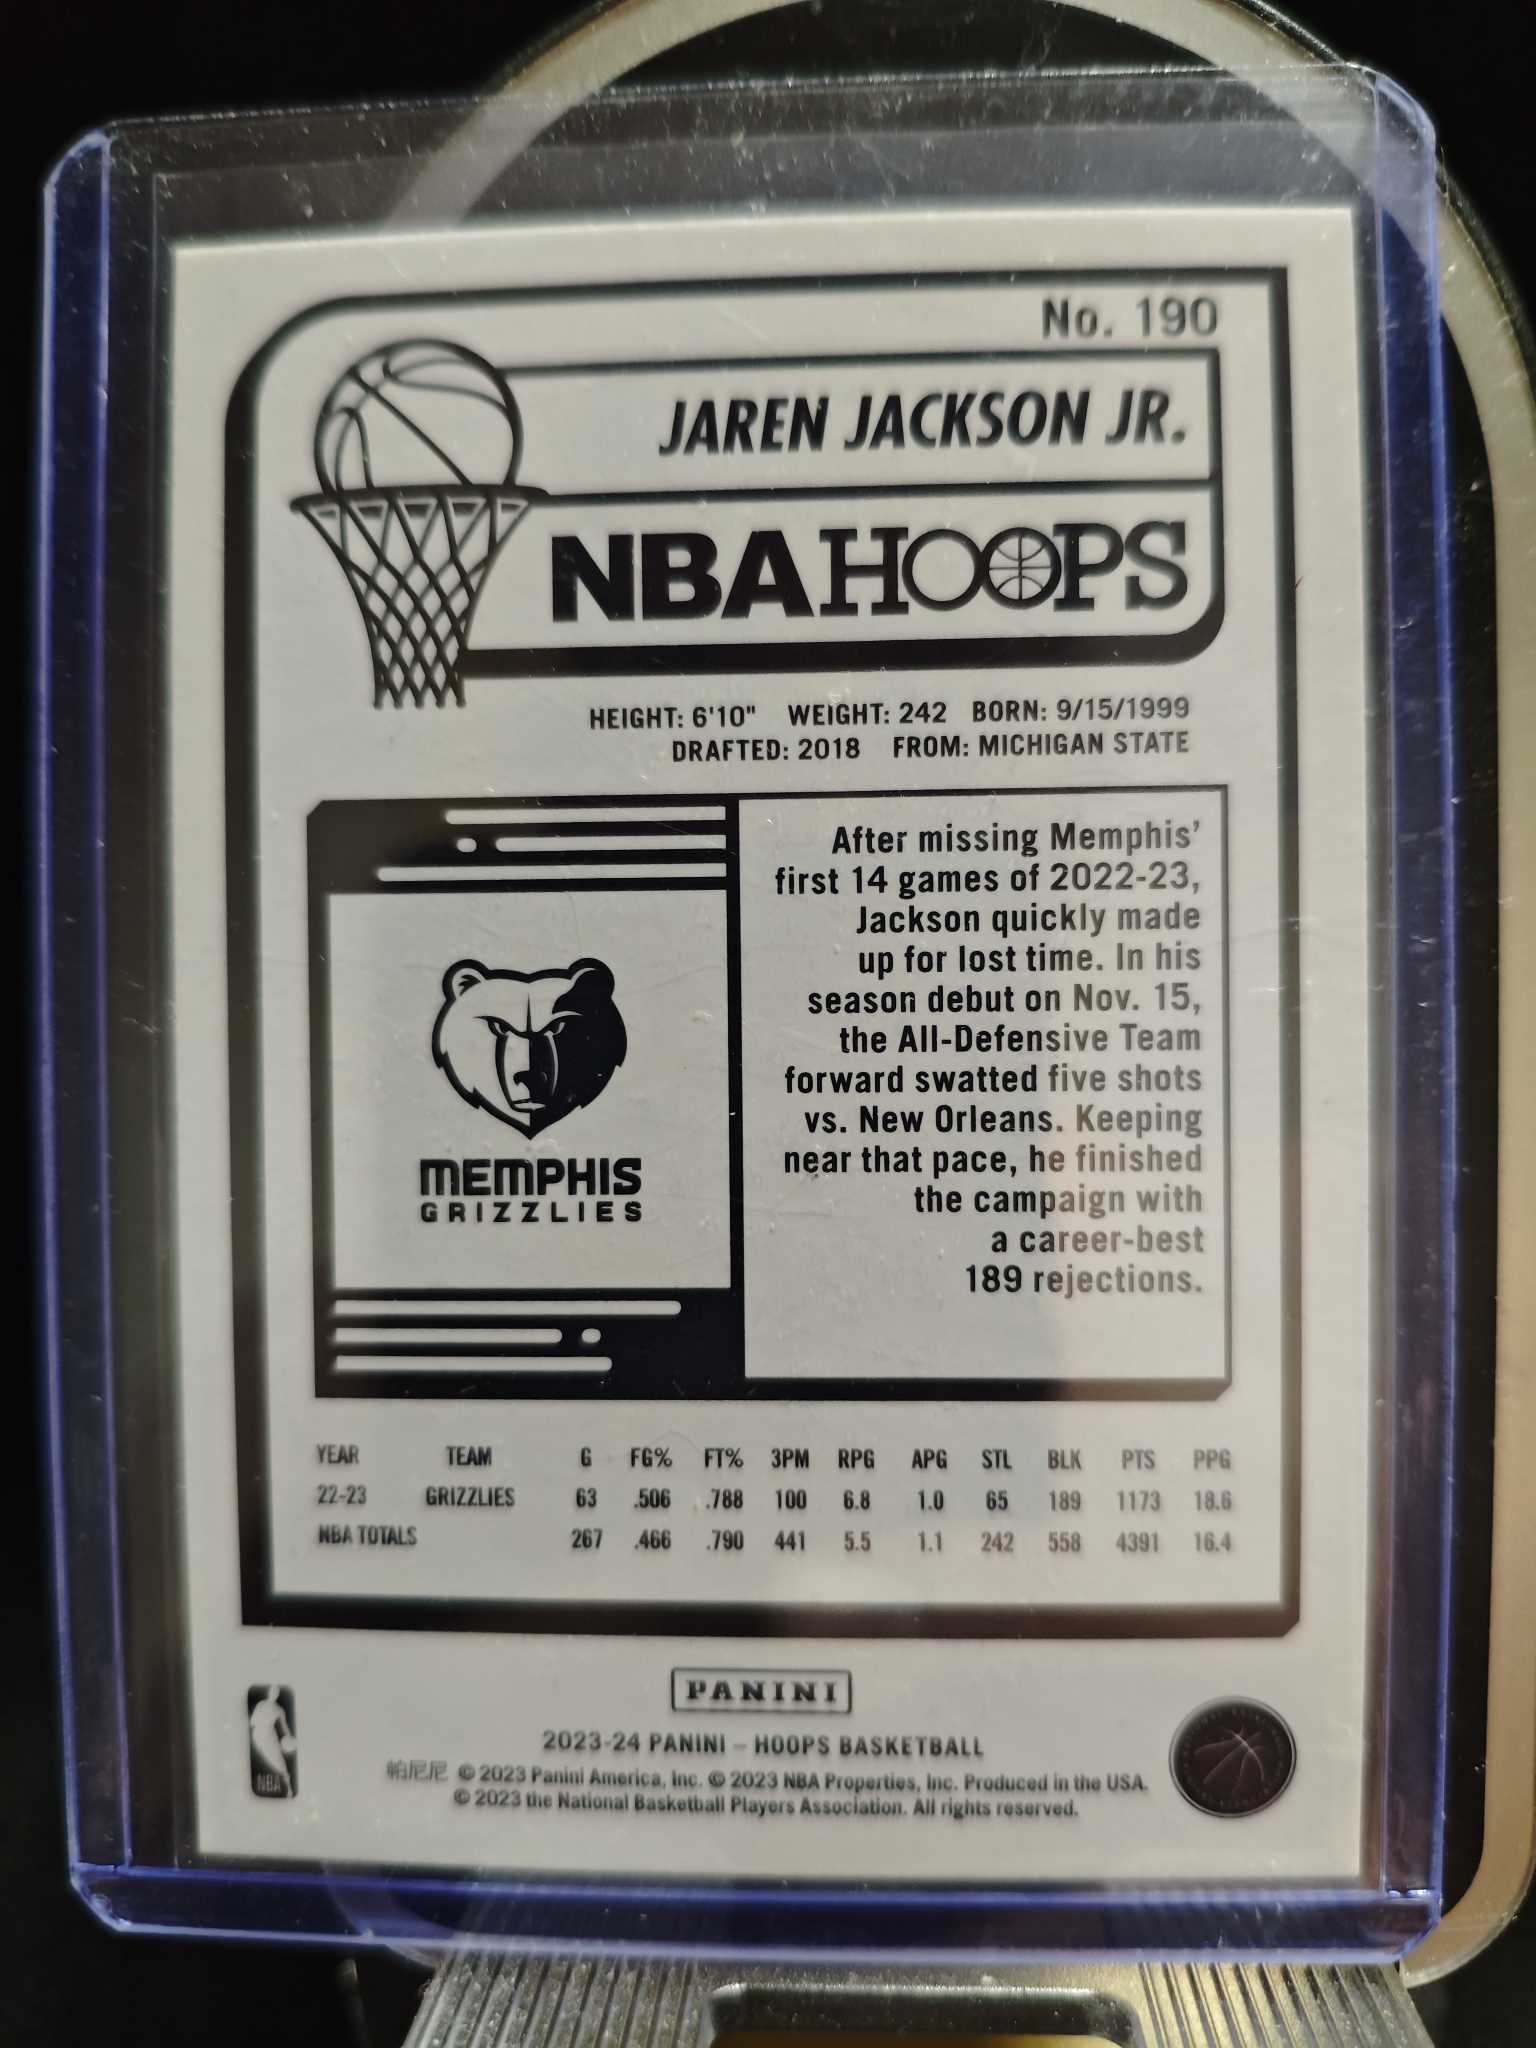 No. 190
JAREN JACKSON JR.
NBA HOOPS
HEIGHT: 6'10" WEIGHT: 242 BORN: 9/15/1999
DRAFTED: 2018 FROM: MICHIGAN STATE
After missing Memphis'
first 14 games of 2022-23,
Jackson quickly made
up for lost time. In his
season debut on Nov. 15,
the All-Defensive Team
forward swatted five shots
vs. New Orleans. Keeping
near that pace, he finished
the campaign with
a career-best
189 rejections.
MEMPHIS
GRIZZLIES
YEAR TEAM G FG% FT% 3PM RPG APG STL BLK PTS PPG
22-23 GRIZZLIES 63 .506 .788 100 6.8 1.0 65 189 1173 18.6
NBA TOTALS 267 .466 .790 441 5.5 1.1 242 558 4391 16.4
PANINI
2023-24 PANINI – HOOPS BASKETBALL
帕尼尼 © 2023 Panini America, Inc. © 2023 NBA Properties, Inc. Produced in the USA.
© 2023 the National Basketball Players Association. All rights reserved.
NBA